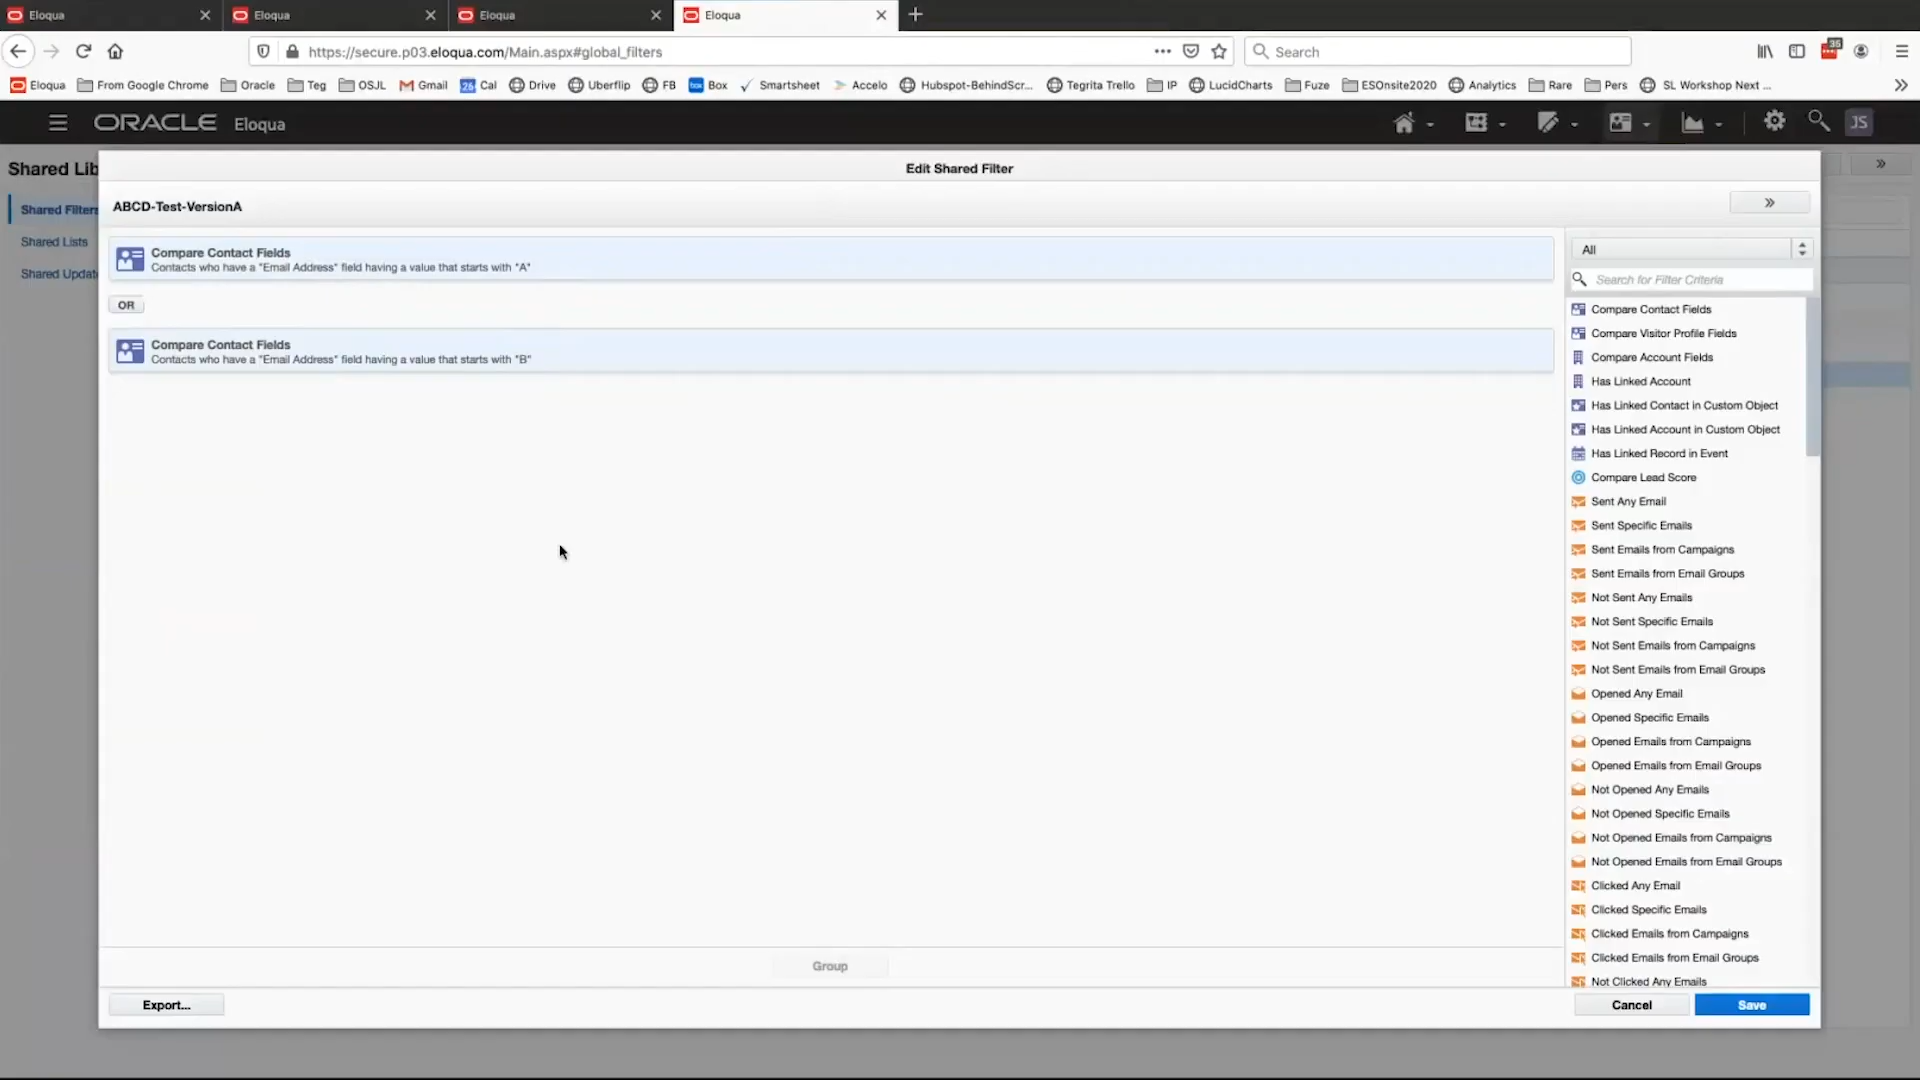 Eloqua
Eloqua
Eloqua
Eloqua
https://secure.p03.eloqua.com/Main.aspx#global_filters
Search
35
Eloqua
From Google Chrome
Oracle
Teg
OSJL
Gmail
26 Cal
Drive
Uberflip
FB
box Box
Smartsheet
Accelo
Hubspot-BehindScr...
Tegrita Trello
IP
LucidCharts
Fuze
ESOnsite2020
Analytics
Rare
Pers
SL Workshop Next ...
ORACLE Eloqua
JS
Shared Lib
Edit Shared Filter
Shared Filters
Shared Lists
Shared Updat
ABCD-Test-VersionA
Compare Contact Fields
Contacts who have a "Email Address" field having a value that starts with "A"
OR
Compare Contact Fields
Contacts who have a "Email Address" field having a value that starts with "B"
All
Search for Filter Criteria
Compare Contact Fields
Compare Visitor Profile Fields
Compare Account Fields
Has Linked Account
Has Linked Contact in Custom Object
Has Linked Account in Custom Object
Has Linked Record in Event
Compare Lead Score
Sent Any Email
Sent Specific Emails
Sent Emails from Campaigns
Sent Emails from Email Groups
Not Sent Any Emails
Not Sent Specific Emails
Not Sent Emails from Campaigns
Not Sent Emails from Email Groups
Opened Any Email
Opened Specific Emails
Opened Emails from Campaigns
Opened Emails from Email Groups
Not Opened Any Emails
Not Opened Specific Emails
Not Opened Emails from Campaigns
Not Opened Emails from Email Groups
Clicked Any Email
Clicked Specific Emails
Clicked Emails from Campaigns
Clicked Emails from Email Groups
Not Clicked Any Emails
Group
Export...
Cancel
Save